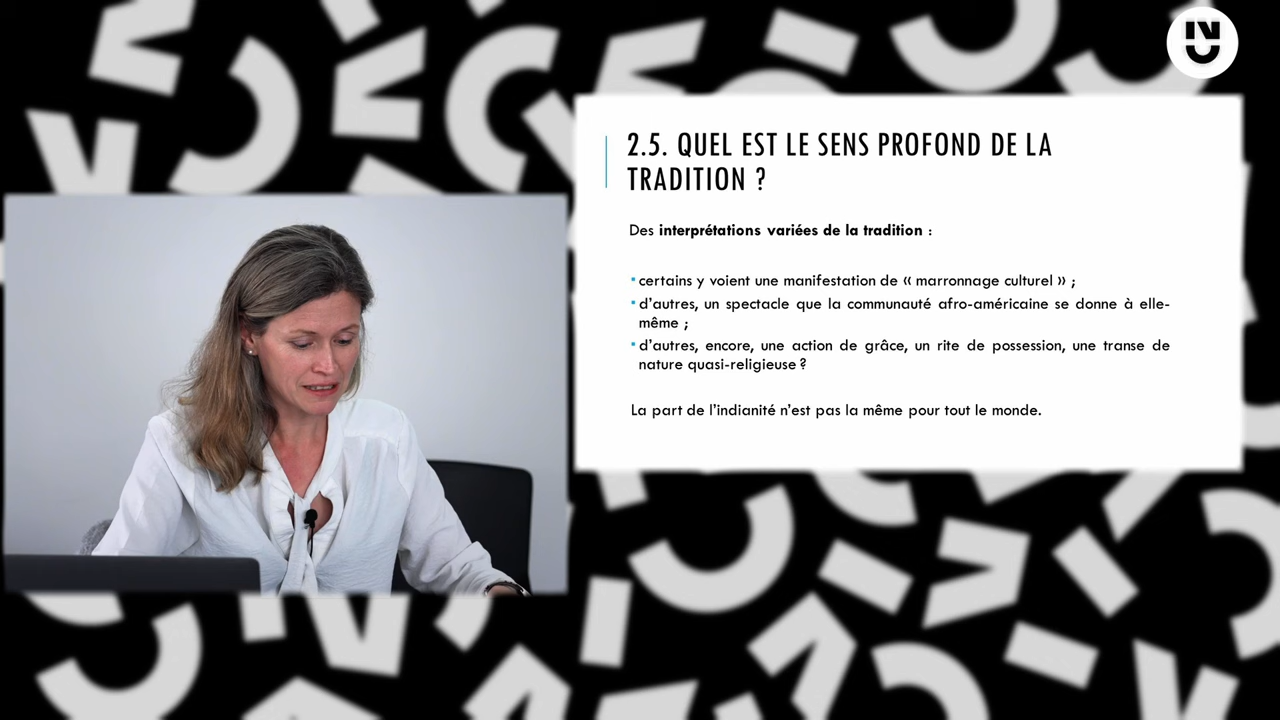 2.5. QUEL EST LE SENS PROFOND DE LA
TRADITION ?
Des interprétations variées de la tradition :
certains y voient une manifestation de « marronnage culturel » ;
d'autres, un spectacle que la communauté afro-américaine se donne à elle-
même ;
d'autres, encore, une action de grâce, un rite de possession, une transe de
nature quasi-religieuse ?
La part de l'indianité n'est pas la même pour tout le monde.